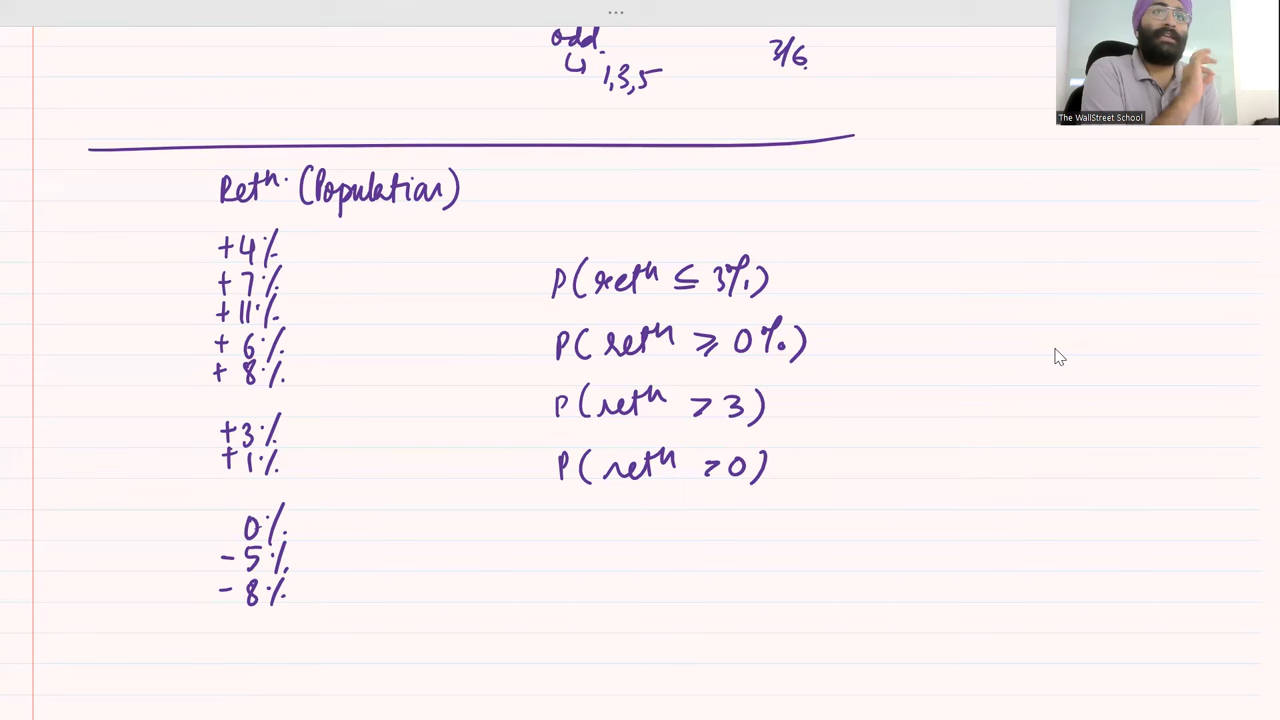 odd.
↳ 1,3,5
3/6.
The WallStreet School
Retn. (Population)
+4%
+7%
+11%
+6%
+8%
+3%
+1%
0%
-5%
-8%
P(retn ≤ 3%)
P(retn ≥ 0%)
P(retn > 3)
P(retn > 0)